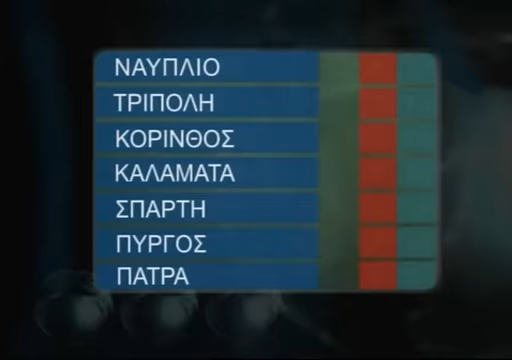 ΝΑΥΠΛΙΟ
ΤΡΙΠΟΛΗ
ΚΟΡΙΝΘΟΣ
ΚΑΛΑΜΑΤΑ
ΣΠΑΡΤΗ
ΠΥΡΓΟΣ
ΠΑΤΡΑ